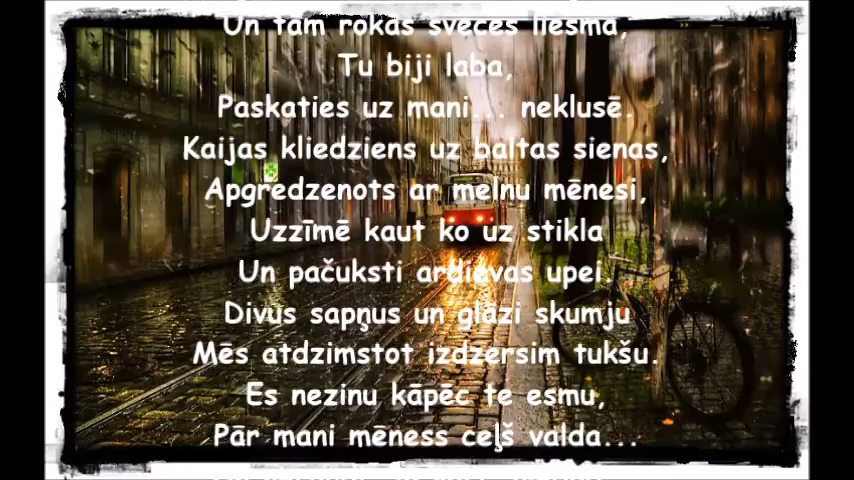 Un tam rokās sveces liesma,
Tu biji laba,
Paskaties uz mani... neklusē.
Kaijas kliedziens uz baltas sienas,
Apgredzenots ar melnu mēnesi,
Uzzīmē kaut ko uz stikla
Un pačuksti ardievas upei
Divus sapņus un glāzi skumju
Mēs atdzimstot izdzersim tukšu.
Es nezinu kāpēc te esmu,
Pār mani mēness ceļš valda...